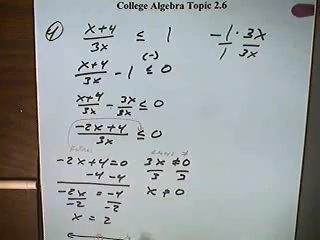 College Algebra Topic 2.6
4) (x+4)/3x ≤ 1
-1/1 · 3x/3x
(-)
(x+4)/3x - 1 ≤ 0
(x+4)/3x - 3x/3x ≤ 0
(-2x+4)/3x ≤ 0
-2x+4=0
3x ≠ 0
-4 -4
3 3
-2x/-2 = -4/-2
x ≠ 0
x = 2